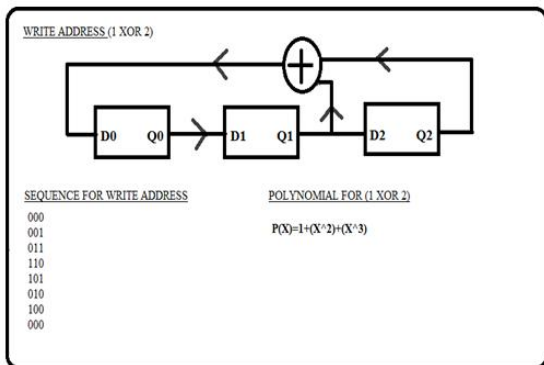 WRITE ADDRESS (1 XOR 2)
D0 Q0 D1 Q1 D2 Q2
SEQUENCE FOR WRITE ADDRESS
000
001
011
110
101
010
100
000
POLYNOMIAL FOR (1 XOR 2)
P(X)=1+(X^2)+(X^3)